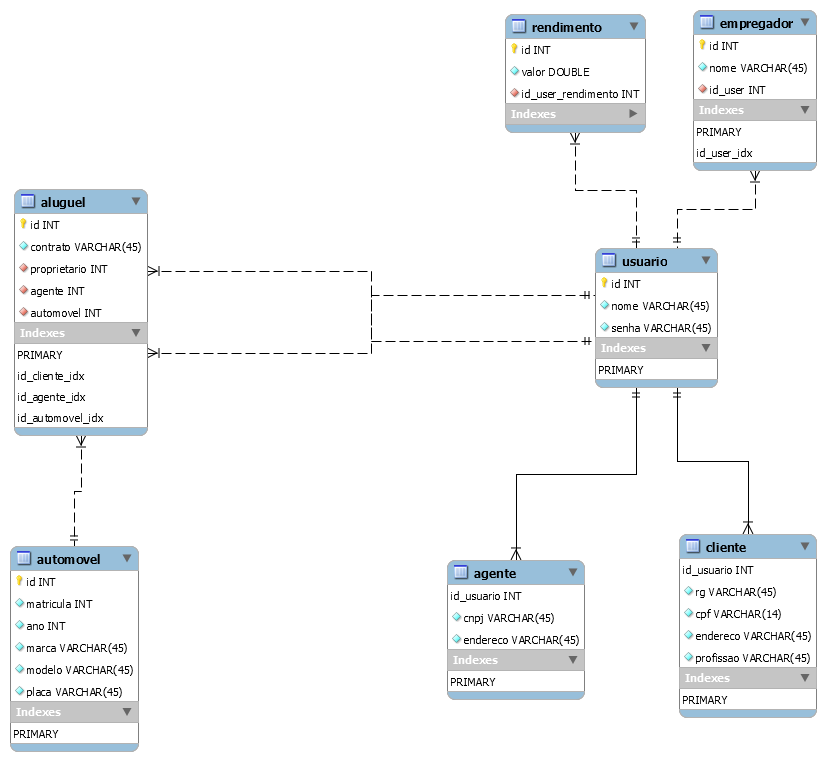 rendimento
id INT
valor DOUBLE
id_user_rendimento INT
Indexes
empregador
id INT
nome VARCHAR(45)
id_user INT
Indexes
PRIMARY
id_user_idx
aluguel
id INT
contrato VARCHAR(45)
proprietario INT
agente INT
automovel INT
Indexes
PRIMARY
id_cliente_idx
id_agente_idx
id_automovel_idx
usuario
id INT
nome VARCHAR(45)
senha VARCHAR(45)
Indexes
PRIMARY
automovel
id INT
matricula INT
ano INT
marca VARCHAR(45)
modelo VARCHAR(45)
placa VARCHAR(45)
Indexes
PRIMARY
agente
id_usuario INT
cnpj VARCHAR(45)
endereco VARCHAR(45)
Indexes
PRIMARY
cliente
id_usuario INT
rg VARCHAR(45)
cpf VARCHAR(14)
endereco VARCHAR(45)
profissao VARCHAR(45)
Indexes
PRIMARY